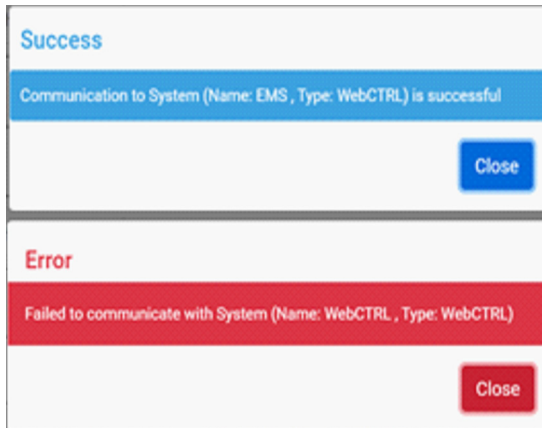 Success
Communication to System (Name: EMS , Type: WebCTRL) is successful
Close
Error
Failed to communicate with System (Name: WebCTRL , Type: WebCTRL)
Close